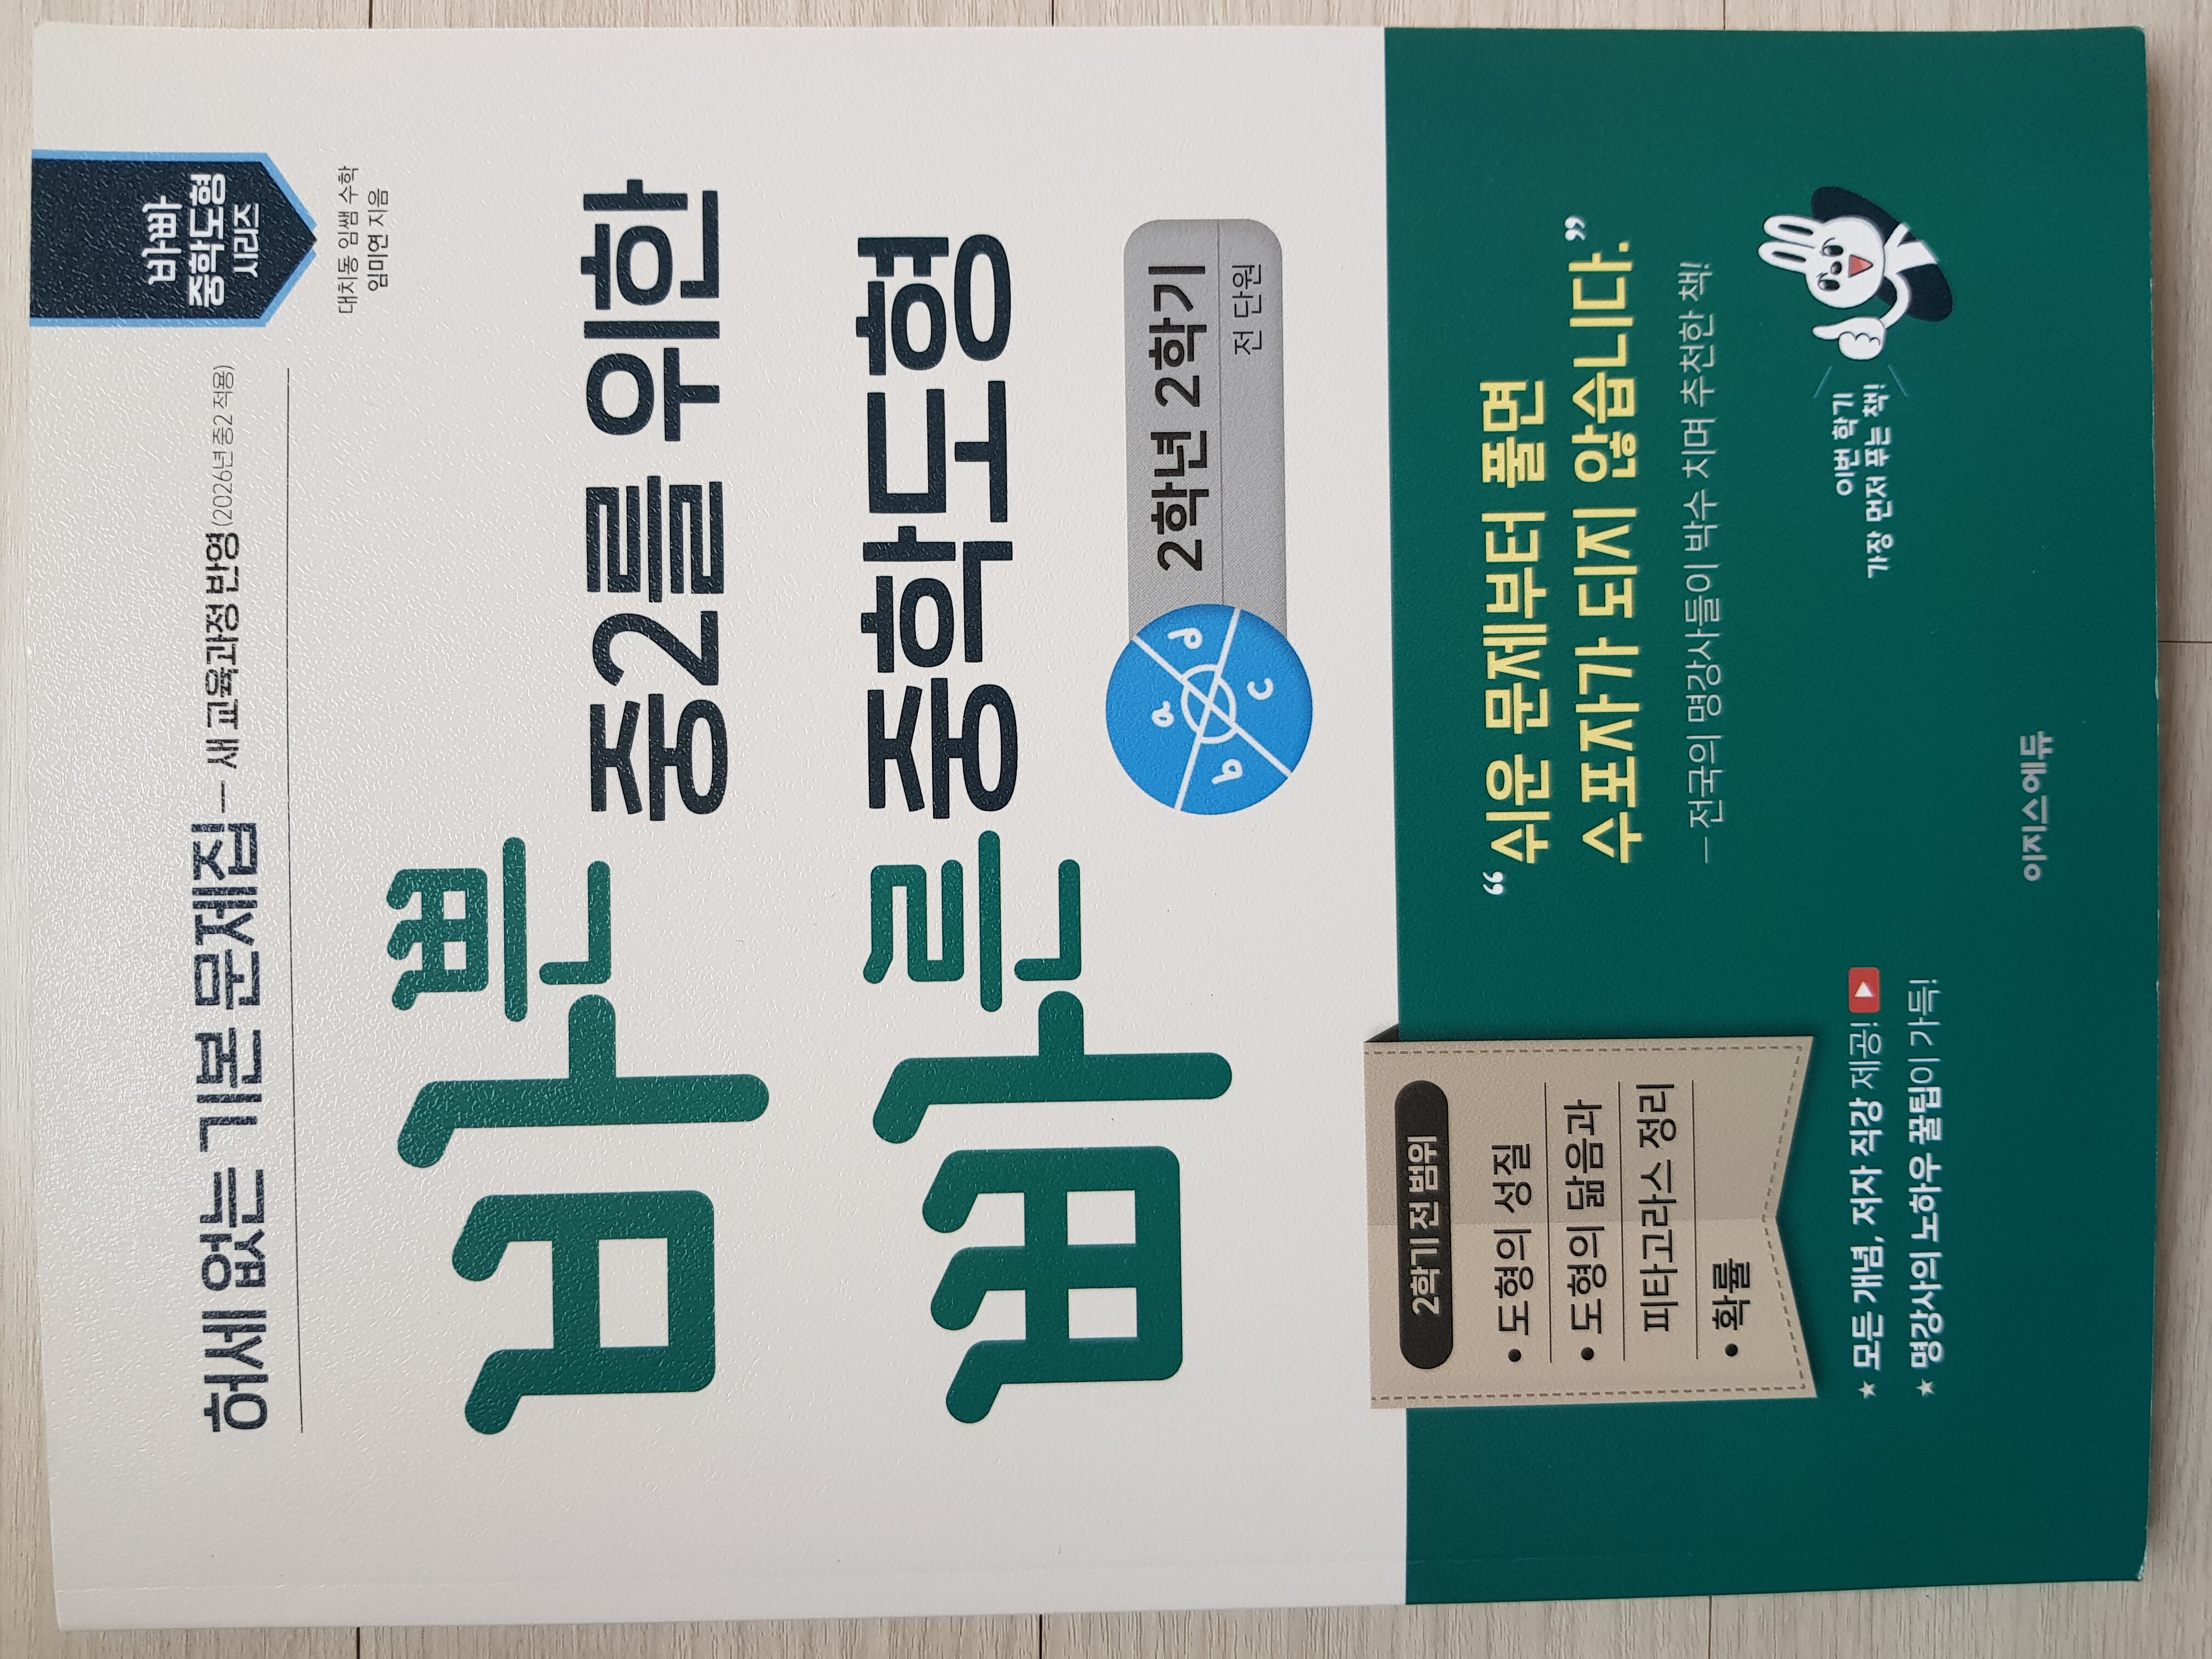 바빠
중학도형
시리즈
허세 없는 기본 문제집 — 새 교육과정 반영 (2026년 중2 적용)
대치동 임쌤 수학
임미연 지음
바쁜 중2를 위한
빠른 중학도형
a
b
c
d
2학년 2학기
전 단원
2학기 전 범위
• 도형의 성질
• 도형의 닮음과
피타고라스 정리
• 확률
“쉬운 문제부터 풀면
수포자가 되지 않습니다.”
— 전국의 명강사들이 박수 치며 추천한 책!
★ 모든 개념, 저자 직강 제공!
★ 명강사의 노하우 꿀팁이 가득!
이번 학기
가장 먼저 푸는 책!
이지스에듀